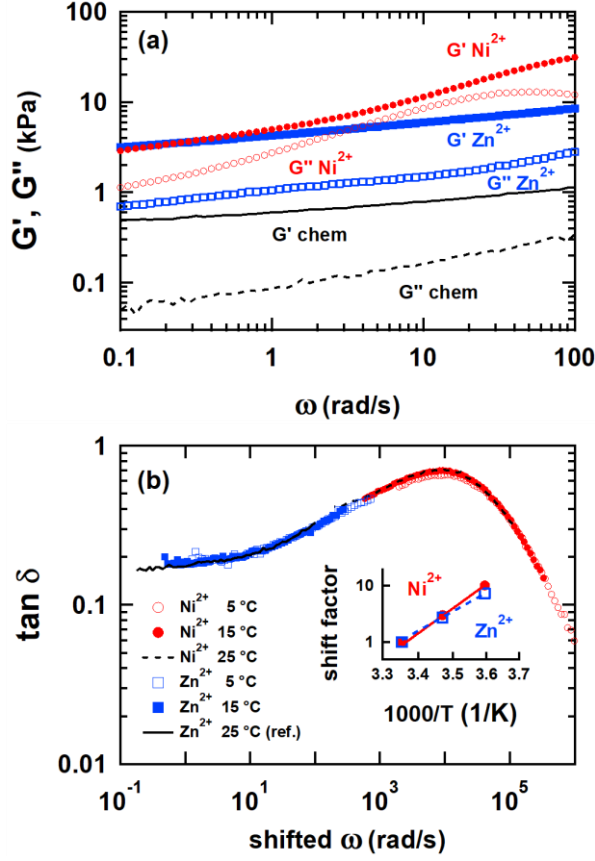 (a)
G', G" (kPa)
100
10
1
0.1
G' Ni²⁺
G' Zn²⁺
G" Ni²⁺
G" Zn²⁺
G' chem
G" chem
0.1
1
10
100
ω (rad/s)
(b)
tan δ
1
0.1
0.01
Ni²⁺ 5 °C
Ni²⁺ 15 °C
Ni²⁺ 25 °C
Zn²⁺ 5 °C
Zn²⁺ 15 °C
Zn²⁺ 25 °C (ref.)
shift factor
10
1
Ni²⁺
Zn²⁺
3.3 3.4 3.5 3.6 3.7
1000/T (1/K)
10⁻¹ 10¹ 10³ 10⁵
shifted ω (rad/s)